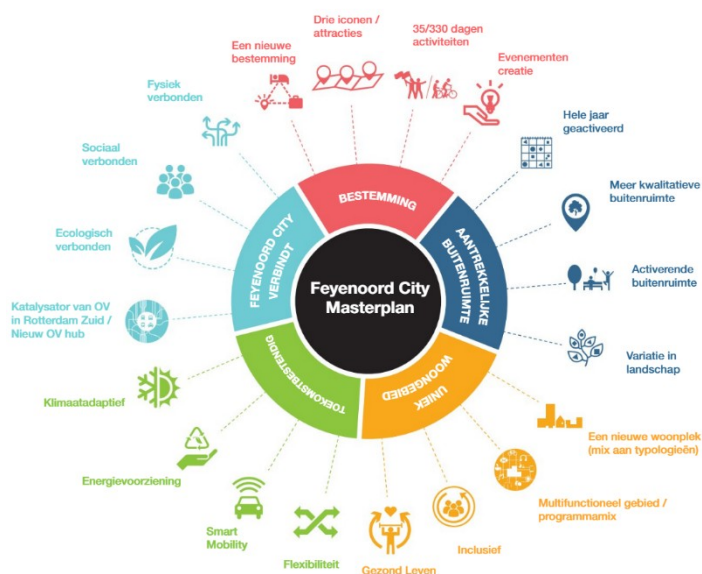 Feyenoord City
Masterplan
BESTEMMING
Een nieuwe
bestemming
Drie iconen /
attracties
35/330 dagen
activiteiten
Evenementen
creatie
AANTREKKELIJKE
BUITENRUIMTE
Hele jaar
geactiveerd
Meer kwalitatieve
buitenruimte
Activerende
buitenruimte
Variatie in
landschap
UNIEK
WOONGEBIED
Een nieuwe woonplek
(mix aan typologieën)
Multifunctioneel gebied /
programmamix
Inclusief
Gezond Leven
TOEKOMSTBESTENDIG
Flexibiliteit
Smart
Mobility
Energievoorziening
Klimaatadaptief
FEYENOORD CITY
VERBINDT
Katalysator van OV
in Rotterdam Zuid /
Nieuw OV hub
Ecologisch
verbonden
Sociaal
verbonden
Fysiek
verbonden